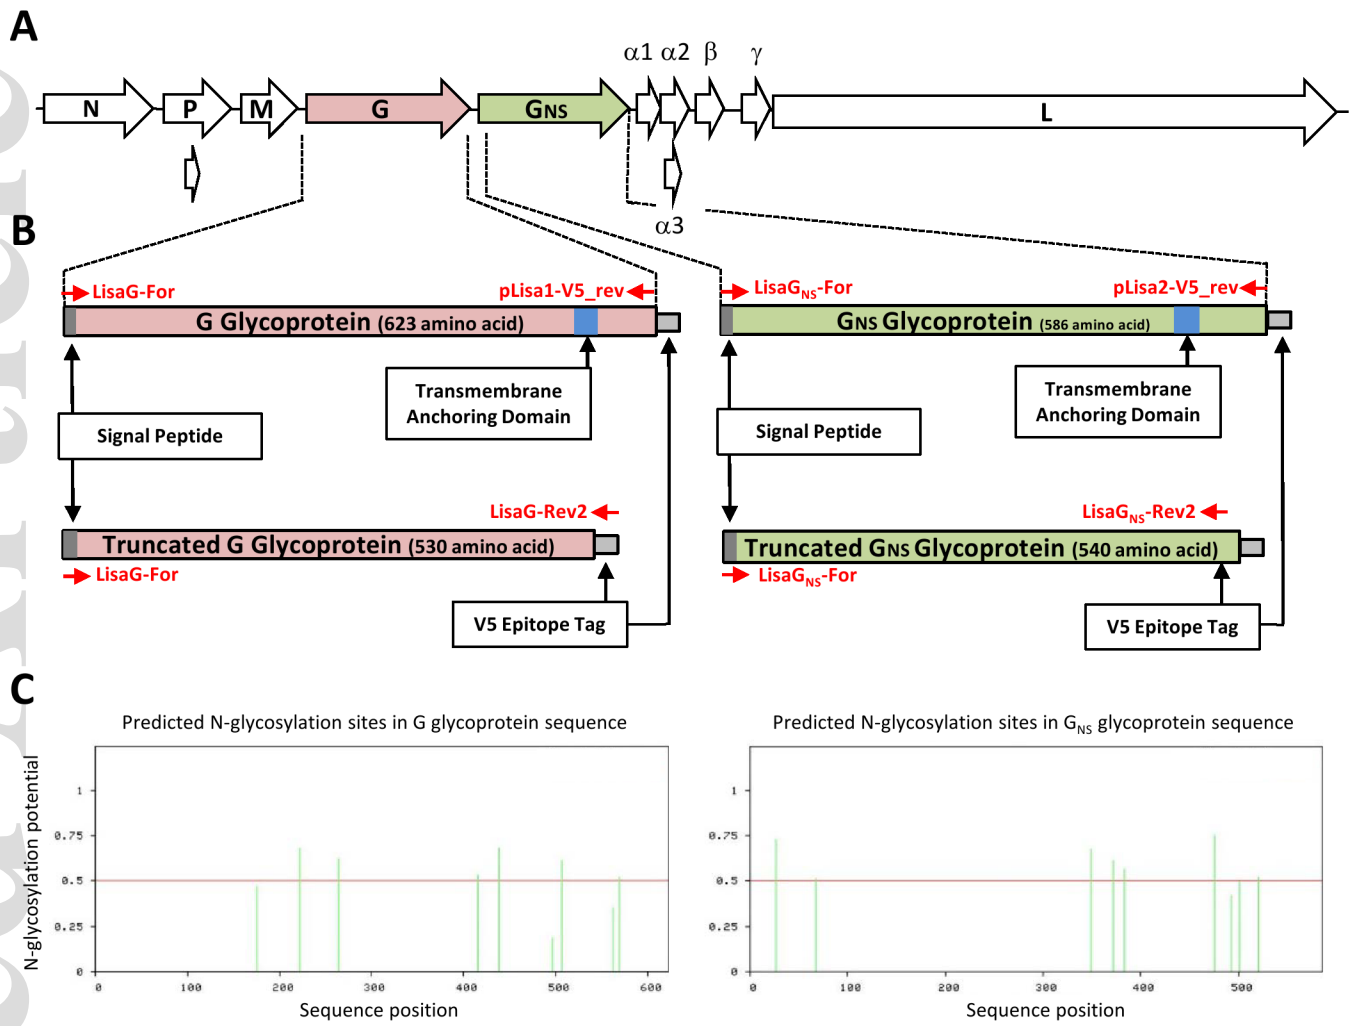 A
α1 α2 β γ
N P M G GNS L
α3
B
LisaG-For pLisa1-V5_rev LisaGNS-For pLisa2-V5_rev
G Glycoprotein (623 amino acid) GNS Glycoprotein (586 amino acid)
Transmembrane Anchoring Domain
Transmembrane Anchoring Domain
Signal Peptide Signal Peptide
LisaG-Rev2 LisaGNS-Rev2
Truncated G Glycoprotein (530 amino acid) Truncated GNS Glycoprotein (540 amino acid)
LisaG-For LisaGNS-For
V5 Epitope Tag V5 Epitope Tag
C
Predicted N-glycosylation sites in G glycoprotein sequence
N-glycosylation potential
1
0.75
0.5
0.25
0
0 100 200 300 400 500 600
Sequence position
Predicted N-glycosylation sites in GNS glycoprotein sequence
1
0.75
0.5
0.25
0
0 100 200 300 400 500
Sequence position